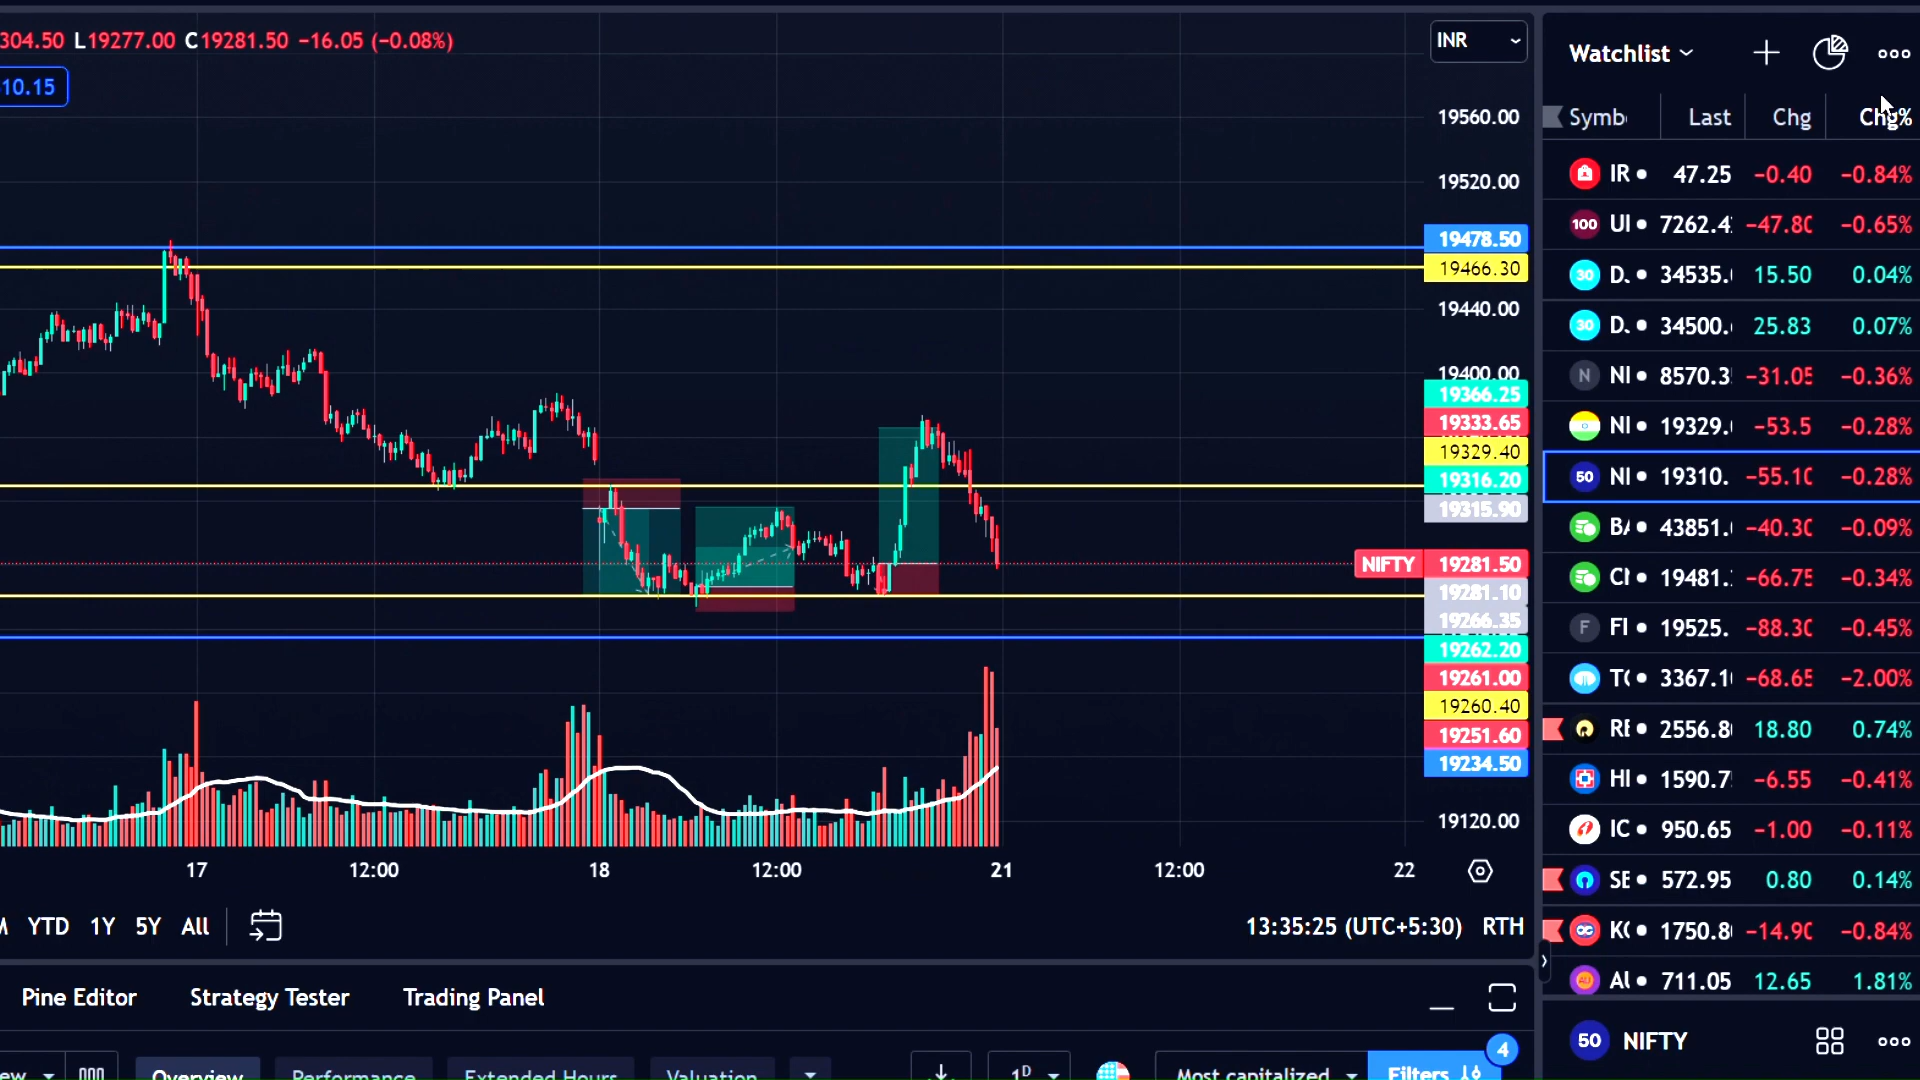 304.50 L19277.00 C19281.50 −16.05 (−0.08%)
10.15
INR
19560.00
19520.00
19478.50
19466.30
19440.00
19400.00
19366.25
19333.65
19329.40
19316.20
19315.90
NIFTY 19281.50
19281.10
19266.35
19262.20
19261.00
19260.40
19251.60
19234.50
19120.00
17 12:00 18 12:00 21 12:00 22
YTD 1Y 5Y All
13:35:25 (UTC+5:30) RTH
Pine Editor Strategy Tester Trading Panel
Overview Performance Extended Hours Valuation
1D
Most capitalized
Filters
4
Watchlist
Symb Last Chg Chg%
IR 47.25 −0.40 −0.84%
100 UI 7262.4 −47.80 −0.65%
30 D. 34535. 15.50 0.04%
30 D. 34500. 25.83 0.07%
N NI 8570.3 −31.05 −0.36%
NI 19329. −53.5 −0.28%
50 NI 19310. −55.10 −0.28%
BA 43851. −40.30 −0.09%
CI 19481. −66.75 −0.34%
F FI 19525. −88.30 −0.45%
TC 3367.1 −68.65 −2.00%
RE 2556.8 18.80 0.74%
HI 1590.7 −6.55 −0.41%
IC 950.65 −1.00 −0.11%
SE 572.95 0.80 0.14%
KC 1750.8 −14.90 −0.84%
AU 711.05 12.65 1.81%
50 NIFTY